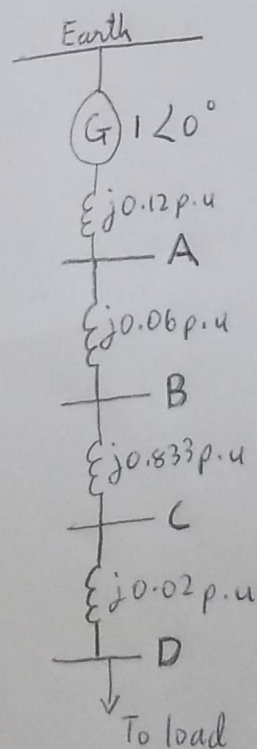 Earth
G 1∠0°
j0.12p.u
A
j0.06p.u
B
j0.833p.u
C
j0.02p.u
D
To load